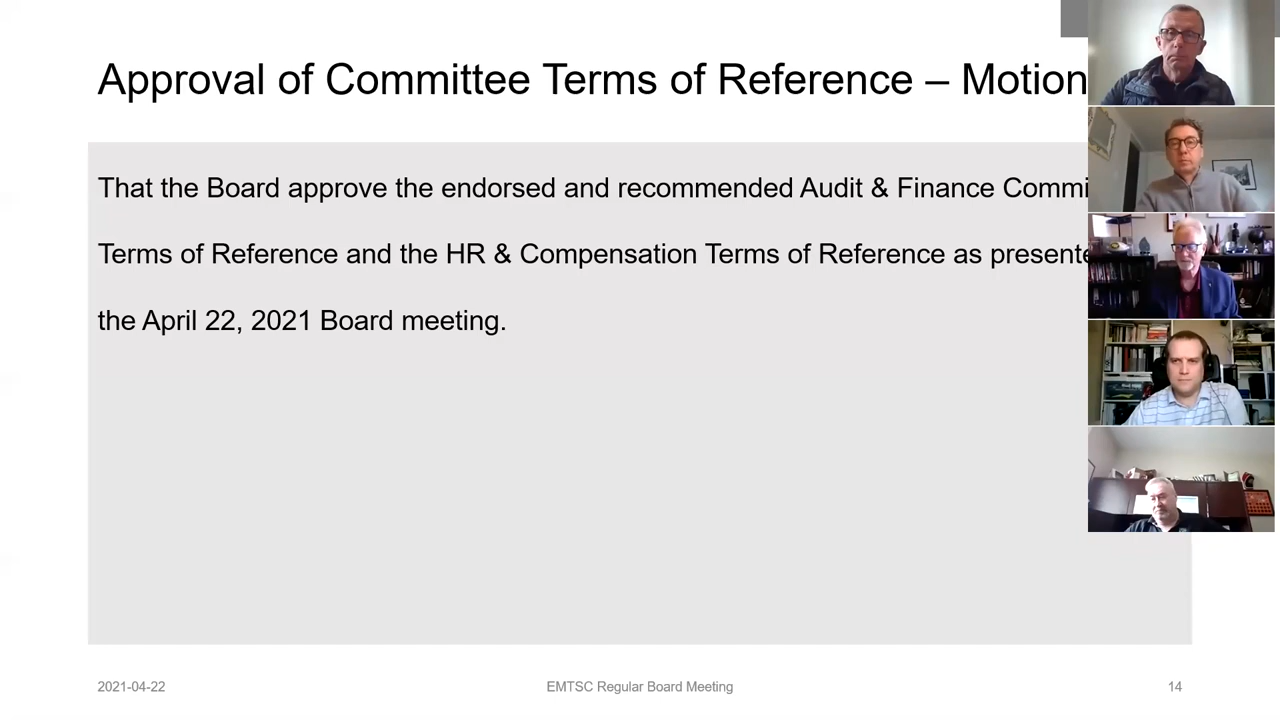 Approval of Committee Terms of Reference – Motion
That the Board approve the endorsed and recommended Audit & Finance
Terms of Reference and the HR & Compensation Terms of Reference as
the April 22, 2021 Board meeting.
2021-04-22
EMTSC Regular Board Meeting
14